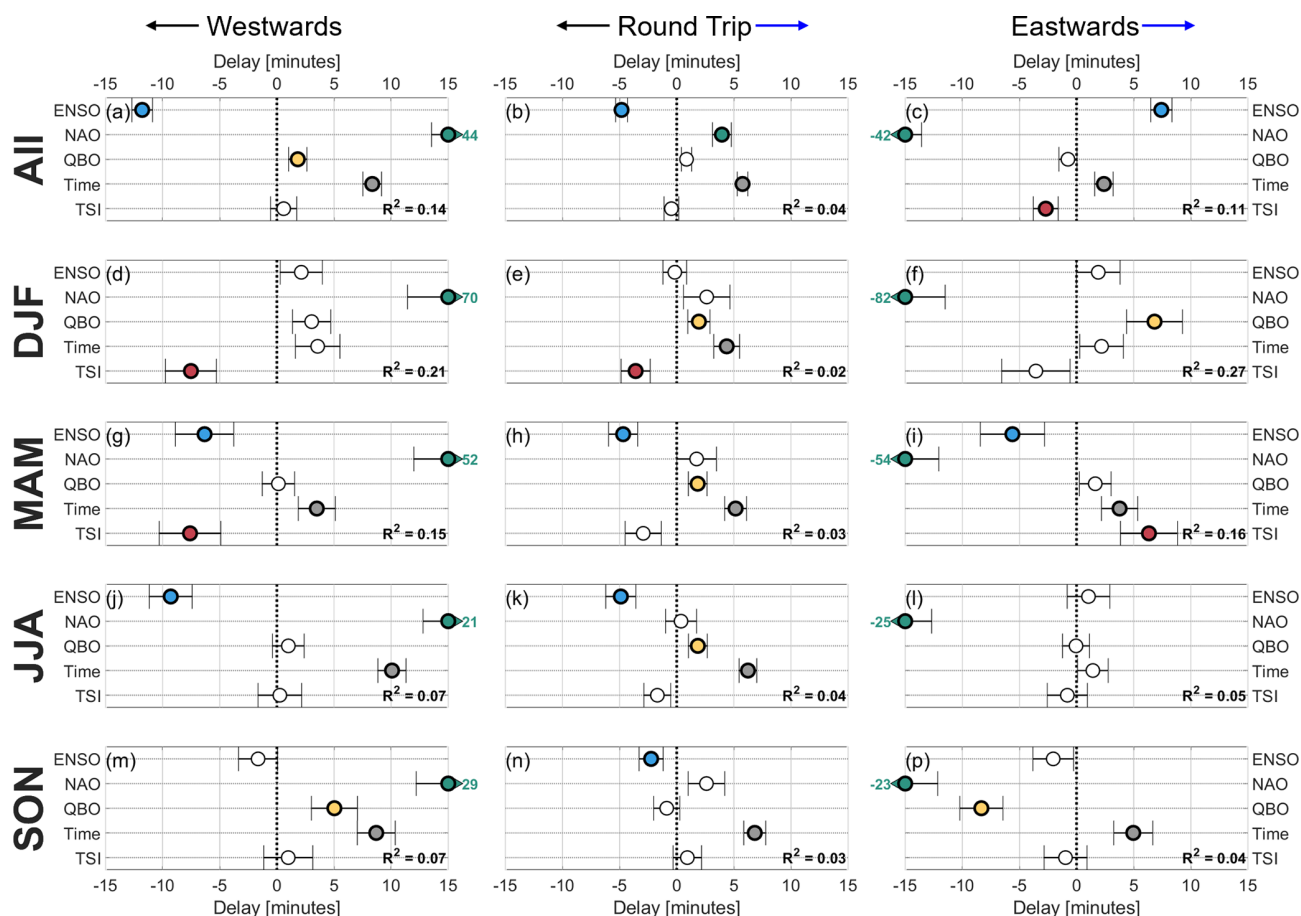 Westwards Round Trip Eastwards
Delay [minutes] Delay [minutes] Delay [minutes]
-15 -10 -5 0 5 10 15 -15 -10 -5 0 5 10 15 -15 -10 -5 0 5 10 15
All
ENSO (a) (b) (c) ENSO
NAO 44 -42 NAO
QBO QBO
Time Time
TSI R² = 0.14 R² = 0.04 R² = 0.11 TSI
DJF
ENSO (d) (e) (f) ENSO
NAO 70 -82 NAO
QBO QBO
Time Time
TSI R² = 0.21 R² = 0.02 R² = 0.27 TSI
MAM
ENSO (g) (h) (i) ENSO
NAO 52 -54 NAO
QBO QBO
Time Time
TSI R² = 0.15 R² = 0.03 R² = 0.16 TSI
JJA
ENSO (j) (k) (l) ENSO
NAO 21 -25 NAO
QBO QBO
Time Time
TSI R² = 0.07 R² = 0.04 R² = 0.05 TSI
SON
ENSO (m) (n) (p) ENSO
NAO 29 -23 NAO
QBO QBO
Time Time
TSI R² = 0.07 R² = 0.03 R² = 0.04 TSI
-15 -10 -5 0 5 10 15 -15 -10 -5 0 5 10 15 -15 -10 -5 0 5 10 15
Delay [minutes] Delay [minutes] Delay [minutes]